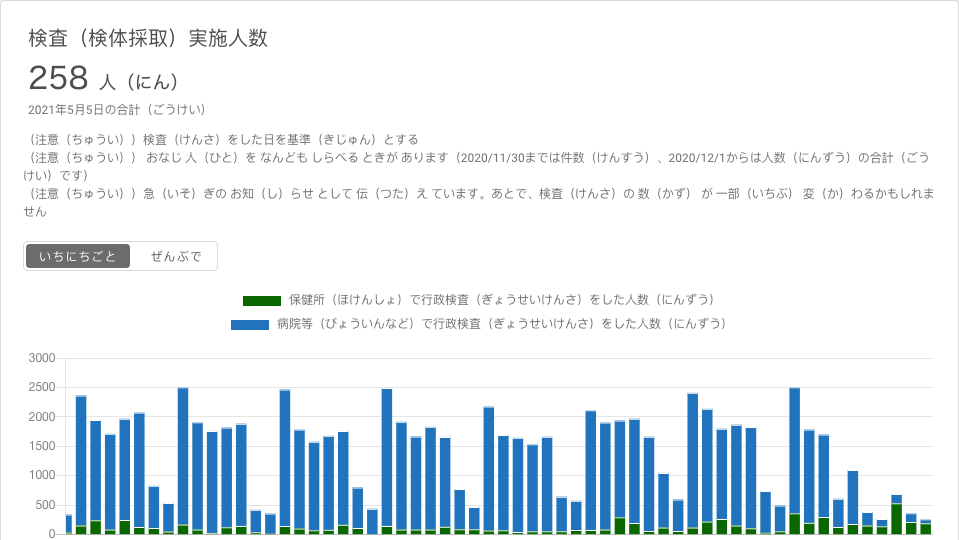 検査（検体採取）実施人数
258 人（にん）
2021年5月5日の合計（ごうけい）
（注意（ちゅうい））検査（けんさ）をした日を基準（きじゅん）とする
（注意（ちゅうい）） おなじ 人（ひと）を なんども しらべる ときが あります（2020/11/30までは件数（けんすう）、2020/12/1からは人数（にんずう）の合計（ごう
けい）です）
（注意（ちゅうい））急（いそ）ぎの お知（し）らせ として 伝（つた）え ています。あとで、検査（けんさ）の 数（かず） が 一部（いちぶ） 変（か）わるかもしれま
せん
いちにちごと ぜんぶで
保健所（ほけんしょ）で行政検査（ぎょうせいけんさ）をした人数（にんずう）
病院等（びょういんなど）で行政検査（ぎょうせいけんさ）をした人数（にんずう）
3000
2500
2000
1500
1000
500
0